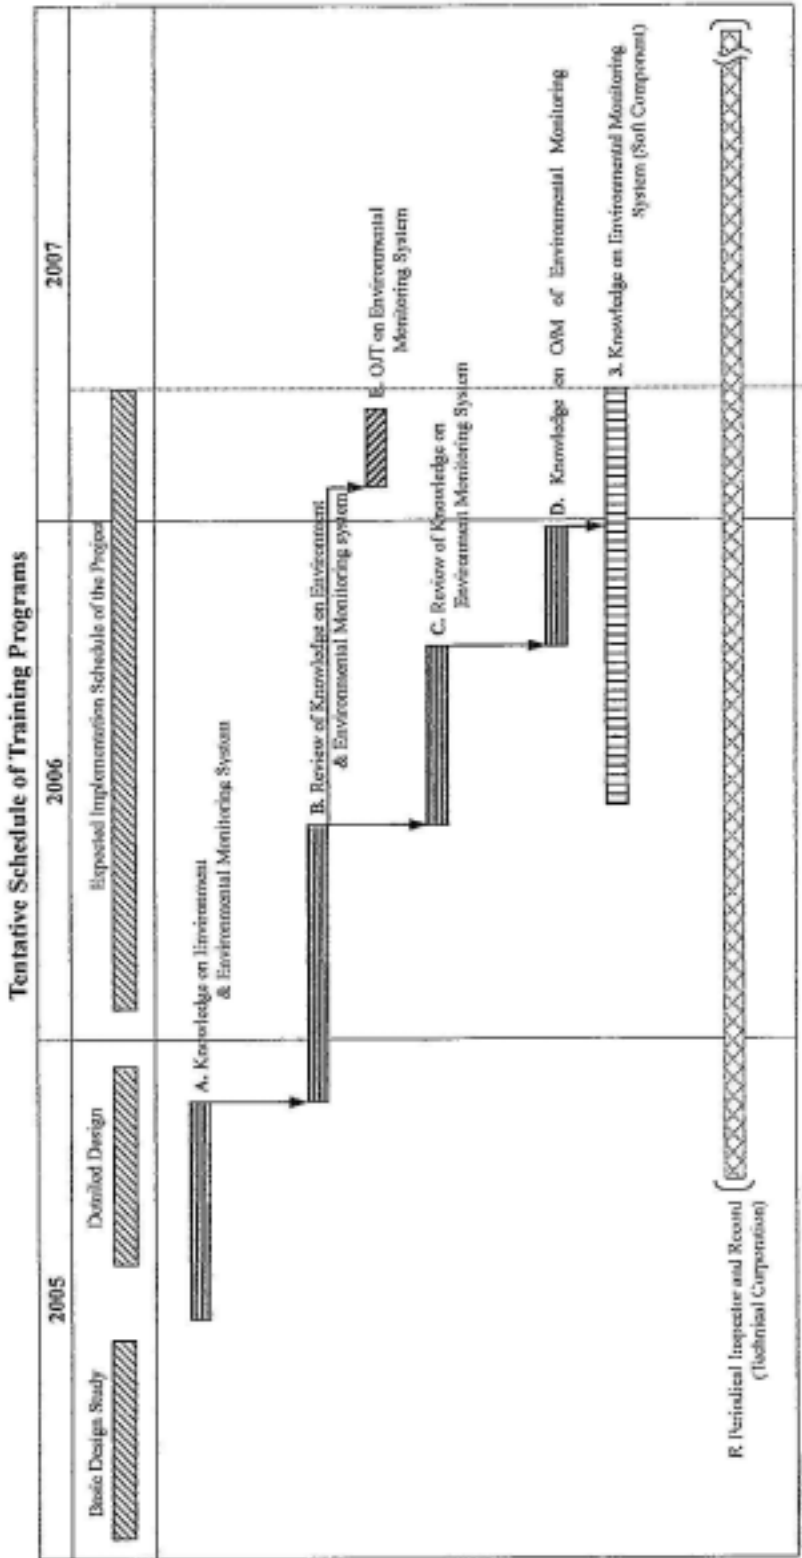 Tentative Schedule of Training Programs
2005
2006
2007
Basic Design Study
Detailed Design
Expected Implementation Schedule of the Project
A. Knowledge on Environment
& Environmental Monitoring System
B. Review of Knowledge on Environment
& Environmental Monitoring system
E. OJT on Environmental
Monitoring System
C. Review of Knowledge on
Environment Monitoring System
D. Knowledge on O/M of Environmental Monitoring
3. Knowledge on Environmental Monitoring
System (Soft Component)
F. Periodical Inspector and Record
(Technical Corporation)